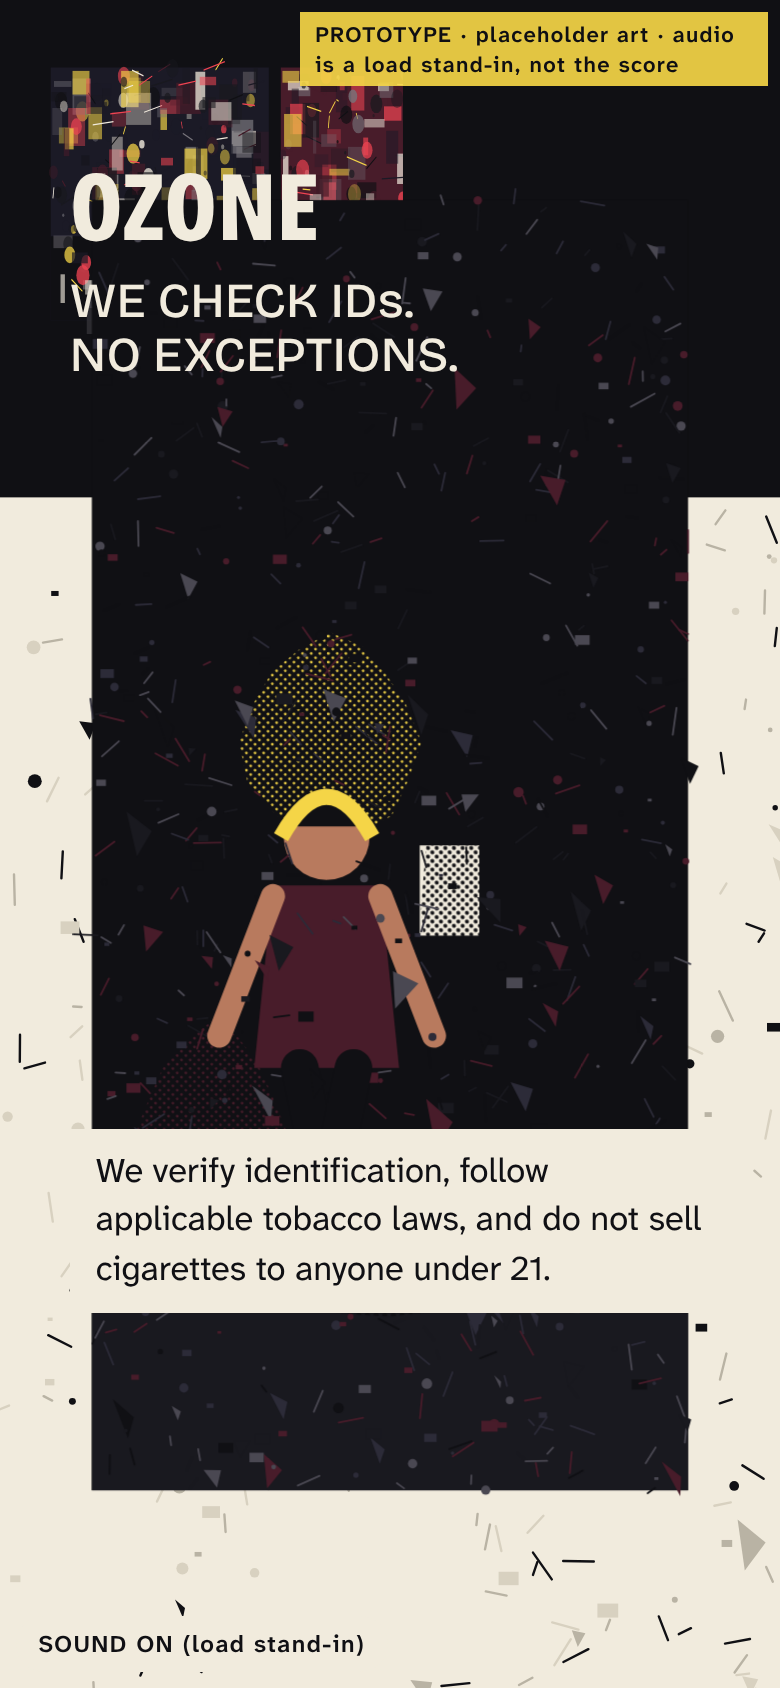 PROTOTYPE · placeholder art · audio
is a load stand-in, not the score
OZONE
WE CHECK IDs.
NO EXCEPTIONS.
We verify identification, follow
applicable tobacco laws, and do not sell
cigarettes to anyone under 21.
SOUND ON (load stand-in)